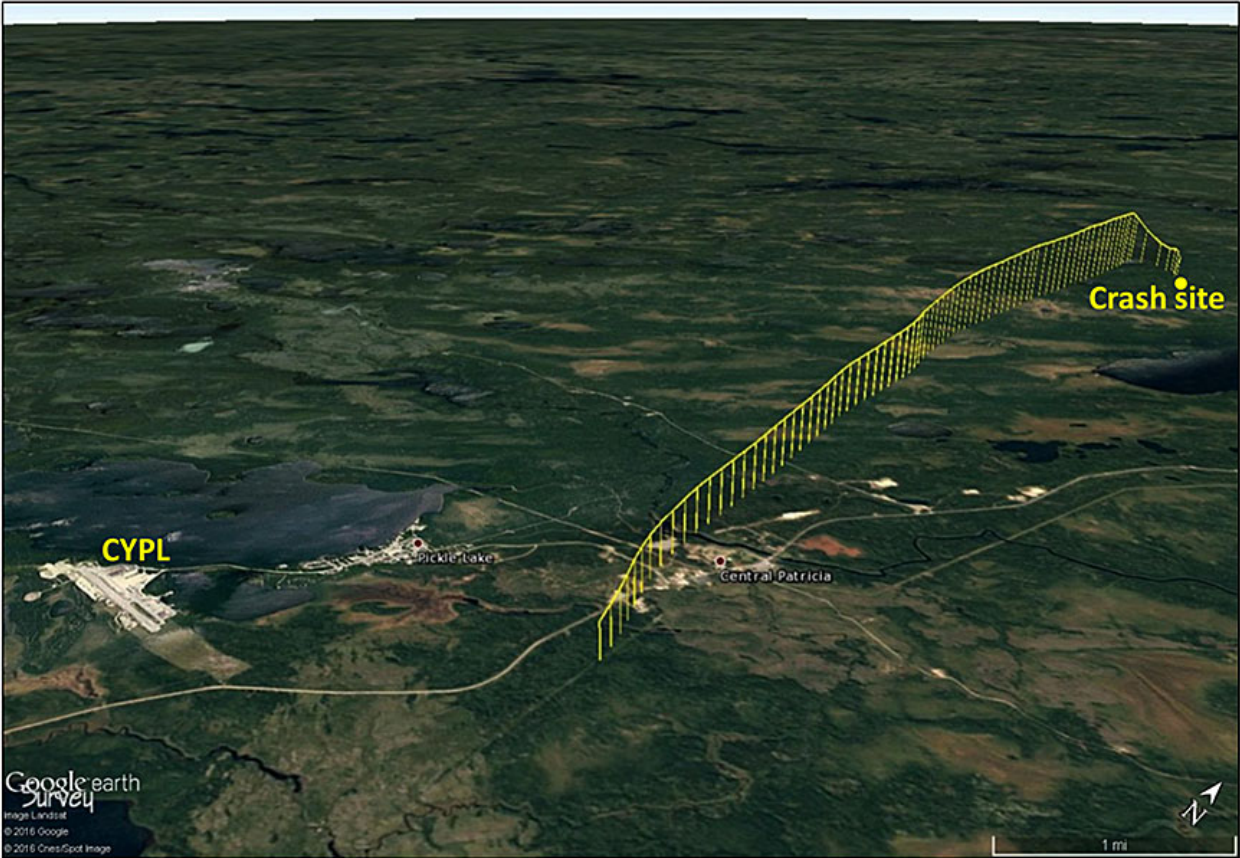 Crash site
CYPL
Pickle Lake
Central Patricia
Google earth
Survey
Image Landsat
© 2016 Google
© 2016 Cnes/Spot Image
N
1 mi